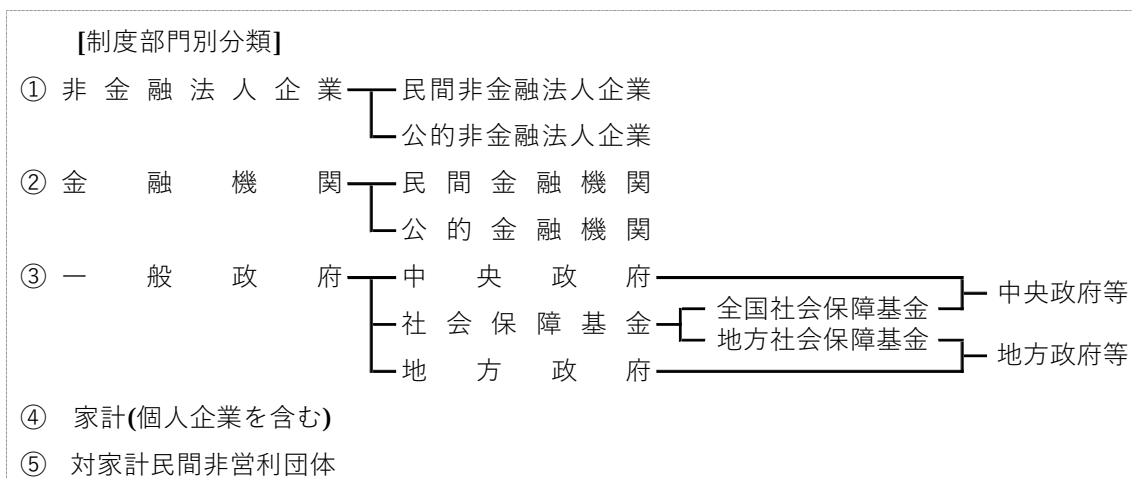 [制度部門別分類]
① 非金融法人企業 民間非金融法人企業
公的非金融法人企業
② 金融機関 民間金融機関
公的金融機関
③ 一般政府 中央政府 中央政府等
社会保障基金 全国社会保障基金
地方社会保障基金
地方政府 地方政府等
④ 家計(個人企業を含む)
⑤ 対家計民間非営利団体